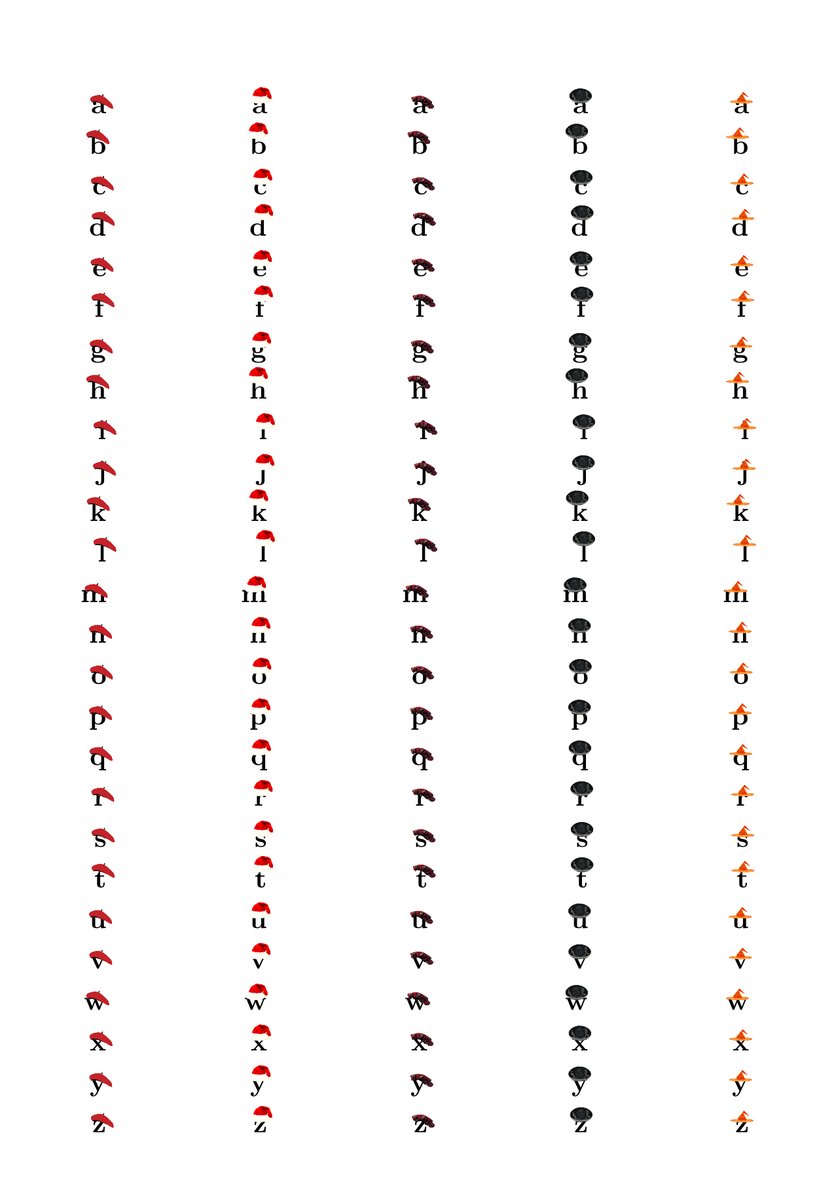 a a a a a
b b b b b
c c c c c
d d d d d
e e e e e
f f f f f
g g g g g
h h h h h
i i i i i
j j j j j
k k k k k
l l l l l
m m m m m
n n n n n
o o o o o
p p p p p
q q q q q
r r r r r
s s s s s
t t t t t
u u u u u
v v v v v
w w w w w
x x x x x
y y y y y
z z z z z